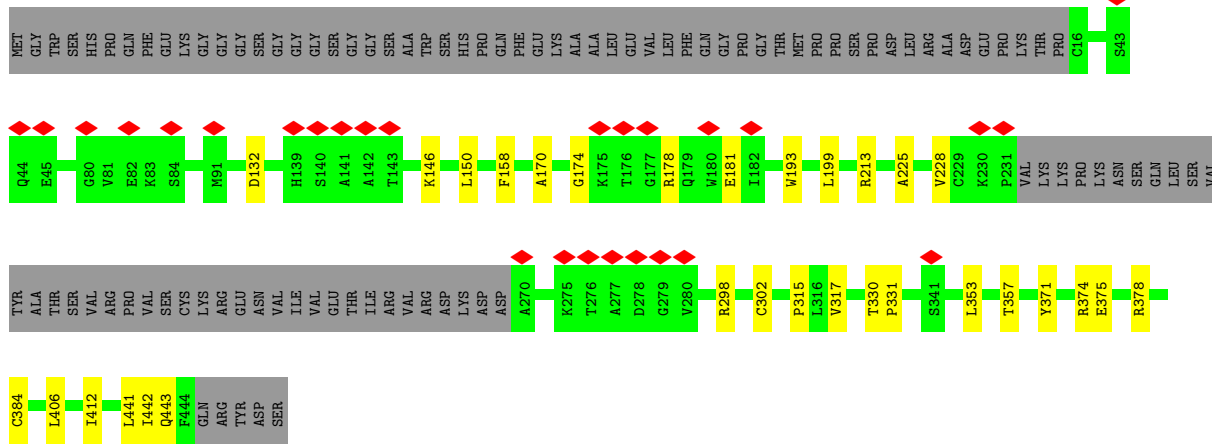 MET GLY TRP SER HIS PRO GLN PHE GLU LYS GLY GLY GLY SER GLY GLY GLY SER GLY GLY SER ALA TRP SER HIS PRO GLN PHE GLU LYS ALA ALA LEU GLU VAL LEU PHE GLN GLY PRO GLY THR MET PRO PRO SER PRO ASP LEU ARG ALA ASP GLU PRO LYS THR PRO C16 S43
Q44 E45 G80 V81 E82 K83 S84 M91 D132 H139 S140 A141 A142 T143 K146 L150 F158 A170 G174 K175 T176 G177 R178 Q179 W180 E181 I182 W193 L199 R213 A225 V228 C229 K230 P231 VAL LYS LYS PRO LYS ASN SER GLN LEU SER VAL
TYR ALA THR SER VAL ARG PRO VAL SER CYS LYS ARG GLU ASN VAL ILE VAL GLU THR ILE ARG VAL ARG ASP LYS ASP ASP A270 K275 T276 A277 D278 G279 V280 R298 C302 P315 L316 V317 T330 P331 S341 L353 T357 Y371 R374 E375 R378
C384 L406 I412 L441 I442 Q443 F444 GLN ARG TYR ASP SER